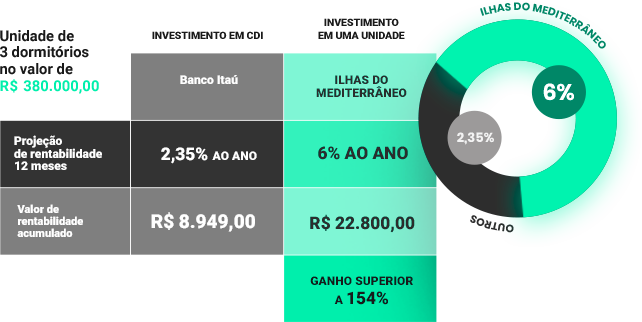 Unidade de
3 dormitórios
no valor de
R$ 380.000,00
INVESTIMENTO EM CDI
INVESTIMENTO
EM UMA UNIDADE
Banco Itaú
ILHAS DO
MEDITERRÂNEO
Projeção
de rentabilidade
12 meses
2,35% AO ANO
6% AO ANO
Valor de
rentabilidade
acumulado
R$ 8.949,00
R$ 22.800,00
GANHO SUPERIOR
A 154%
ILHAS DO MEDITERRÂNEO
6%
2,35%
OUTROS